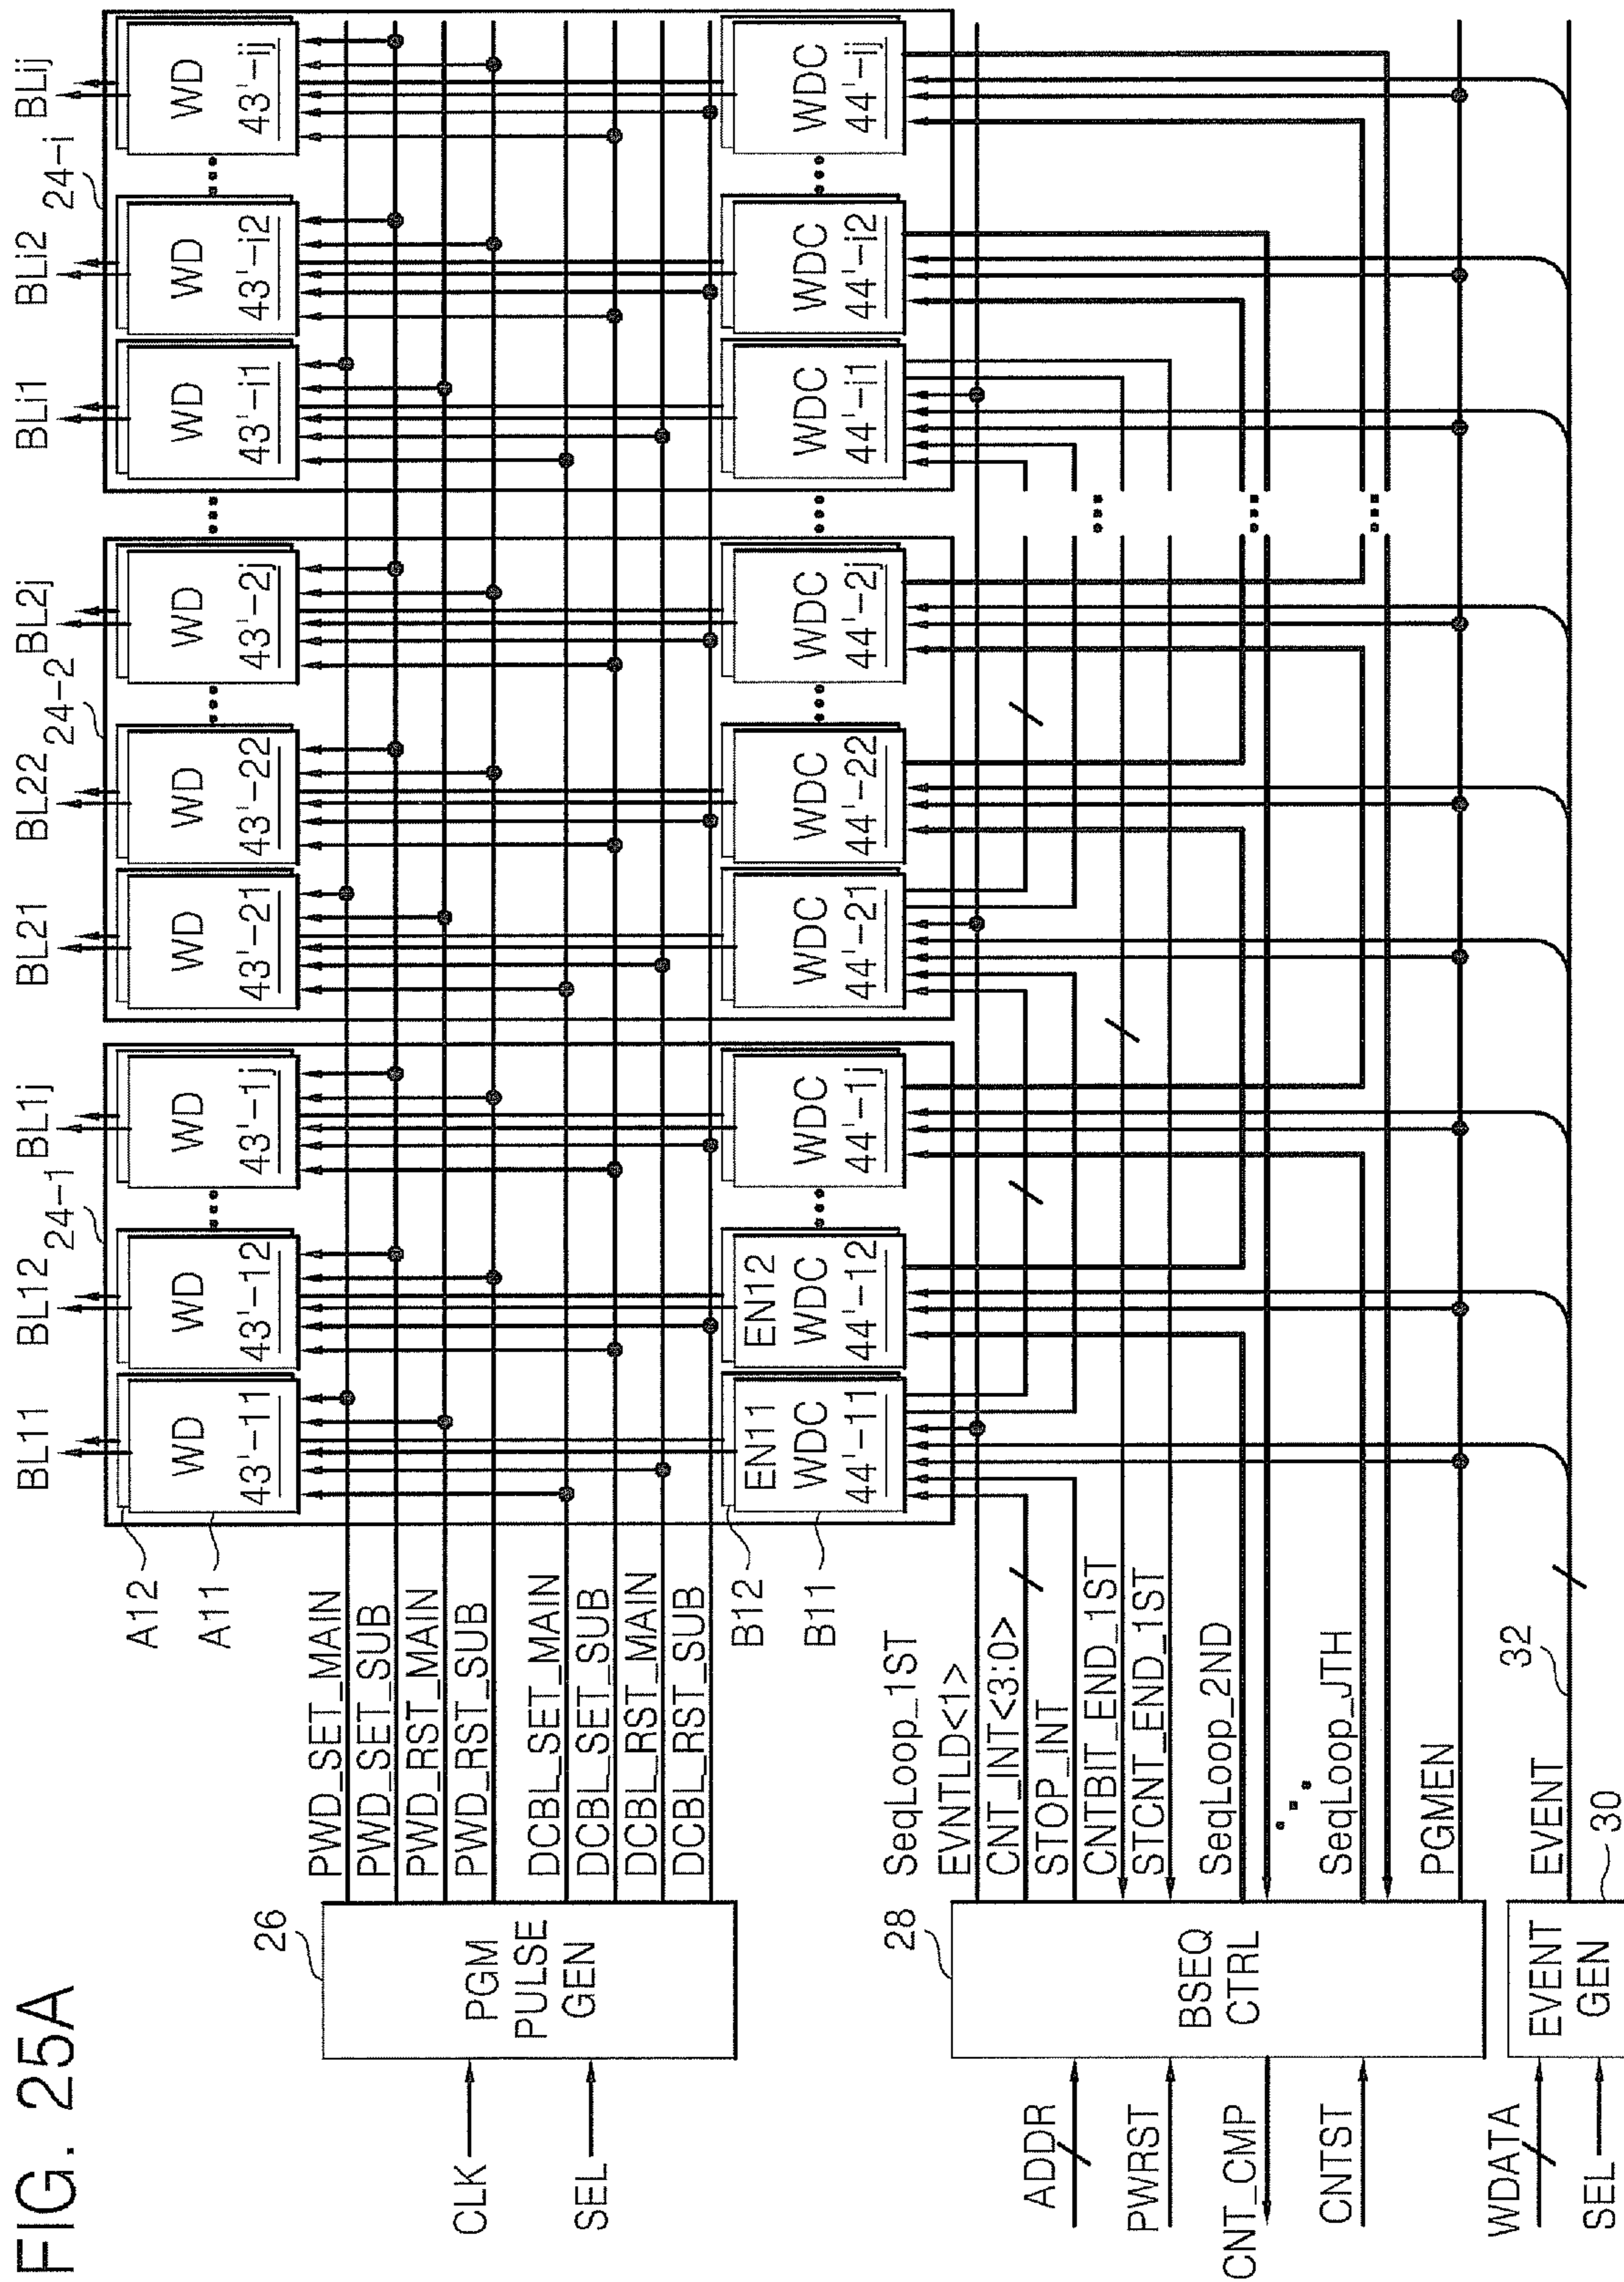 FIG. 25A
BL11
BL12
BL1j
BL21
BL22
BL2j
BLi1
BLi2
BLij
24-1
24-2
24-i
WD
43'-11
WD
43'-12
WD
43'-1j
WD
43'-21
WD
43'-22
WD
43'-2j
WD
43'-i1
WD
43'-i2
WD
43'-ij
A12
A11
26
PGM
PULSE
GEN
CLK
SEL
PWD_SET_MAIN
PWD_SET_SUB
PWD_RST_MAIN
PWD_RST_SUB
DCBL_SET_MAIN
DCBL_SET_SUB
DCBL_RST_MAIN
DCBL_RST_SUB
B12
B11
EN11
WDC
44'-11
EN12
WDC
44'-12
WDC
44'-1j
WDC
44'-21
WDC
44'-22
WDC
44'-2j
WDC
44'-i1
WDC
44'-i2
WDC
44'-ij
28
BSEQ
CTRL
ADDR
PWRST
CNT_CMP
CNTST
SeqLoop_1ST
EVNTLD<1>
CNT_INT<3:0>
STOP_INT
CNTBIT_END_1ST
STCNT_END_1ST
SeqLoop_2ND
SeqLoop_JTH
PGMEN
EVENT
32
30
EVENT
GEN
WDATA
SEL